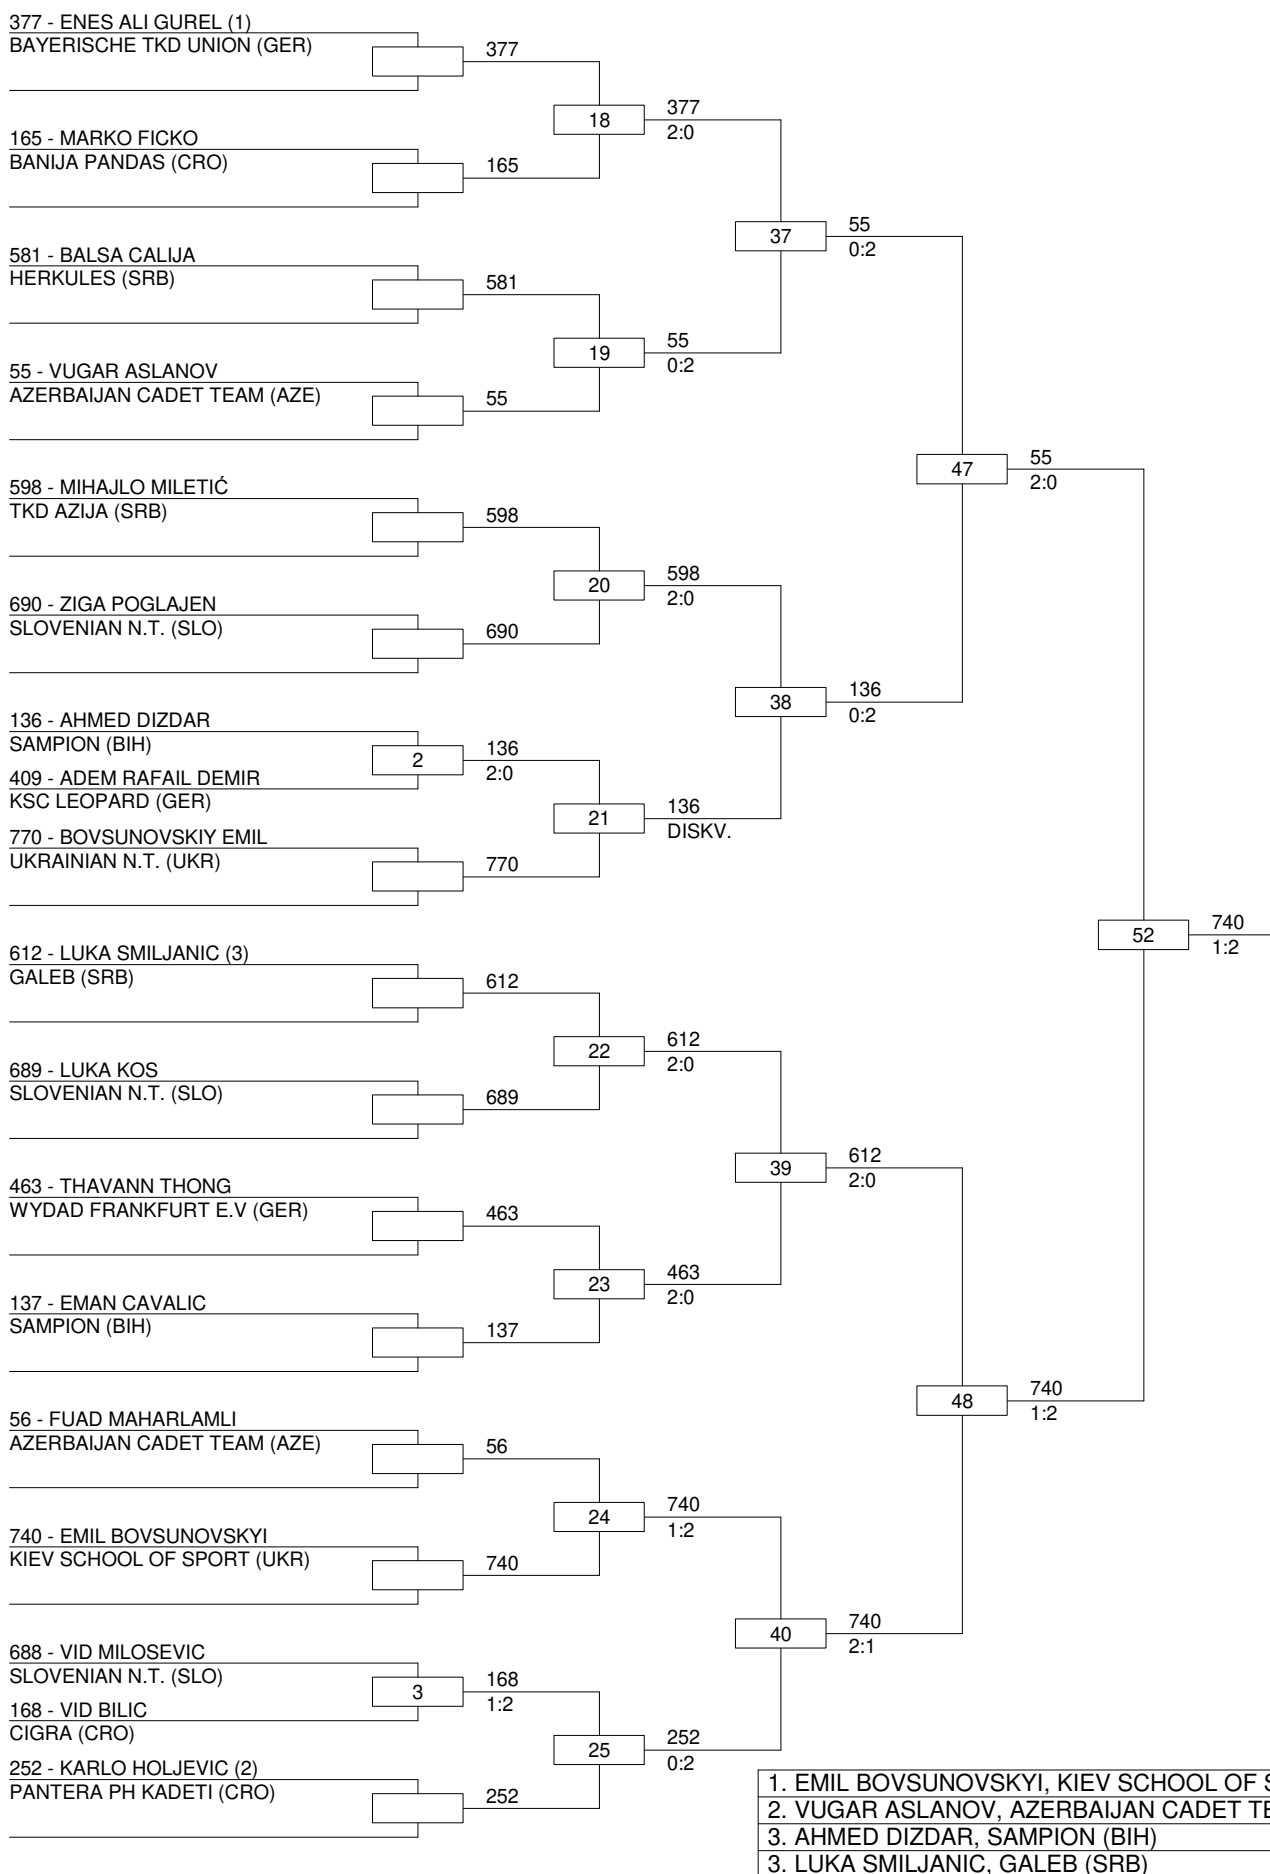 377 - ENES ALI GUREL (1)
BAYERISCHE TKD UNION (GER)
377
18
377
2:0
165 - MARKO FICKO
BANIJA PANDAS (CRO)
165
37
55
0:2
581 - BALSA CALIJA
HERKULES (SRB)
581
19
55
0:2
55 - VUGAR ASLANOV
AZERBAIJAN CADET TEAM (AZE)
55
47
55
2:0
598 - MIHAJLO MILETIĆ
TKD AZIJA (SRB)
598
20
598
2:0
690 - ZIGA POGLAJEN
SLOVENIAN N.T. (SLO)
690
38
136
0:2
136 - AHMED DIZDAR
SAMPION (BIH)
2
136
2:0
409 - ADEM RAFAIL DEMIR
KSC LEOPARD (GER)
21
136
DISKV.
770 - BOVSUNOVSKIY EMIL
UKRAINIAN N.T. (UKR)
770
52
740
1:2
612 - LUKA SMILJANIC (3)
GALEB (SRB)
612
22
612
2:0
689 - LUKA KOS
SLOVENIAN N.T. (SLO)
689
39
612
2:0
463 - THAVANN THONG
WYDAD FRANKFURT E.V (GER)
463
23
463
2:0
137 - EMAN CAVALIC
SAMPION (BIH)
137
48
740
1:2
56 - FUAD MAHARLAMLI
AZERBAIJAN CADET TEAM (AZE)
56
24
740
1:2
740 - EMIL BOVSUNOVSKYI
KIEV SCHOOL OF SPORT (UKR)
740
40
740
2:1
688 - VID MILOSEVIC
SLOVENIAN N.T. (SLO)
3
168
1:2
168 - VID BILIC
CIGRA (CRO)
25
252
0:2
252 - KARLO HOLJEVIC (2)
PANTERA PH KADETI (CRO)
252
1. EMIL BOVSUNOVSKYI, KIEV SCHOOL OF
2. VUGAR ASLANOV, AZERBAIJAN CADET
3. AHMED DIZDAR, SAMPION (BIH)
3. LUKA SMILJANIC, GALEB (SRB)